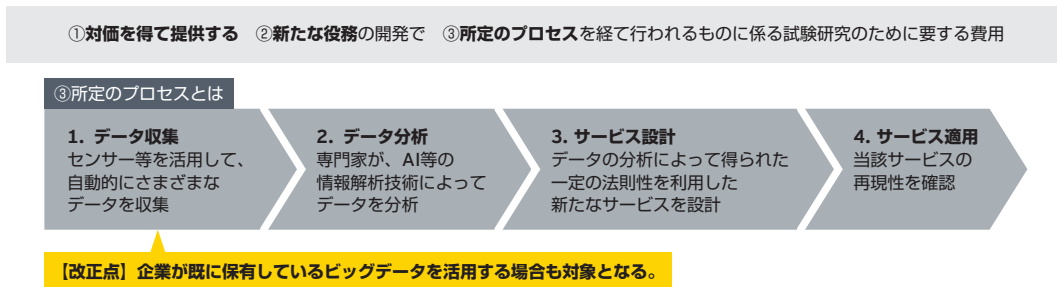 ①対価を得て提供する ②新たな役務の開発で ③所定のプロセスを経て行われるものに係る試験研究のために要する費用
③所定のプロセスとは
1. データ収集
センサー等を活用して、
自動的にさまざまな
データを収集
2. データ分析
専門家が、AI等の
情報解析技術によって
データを分析
3. サービス設計
データの分析によって得られた
一定の法則性を利用した
新たなサービスを設計
4. サービス適用
当該サービスの
再現性を確認
【改正点】企業が既に保有しているビッグデータを活用する場合も対象となる。